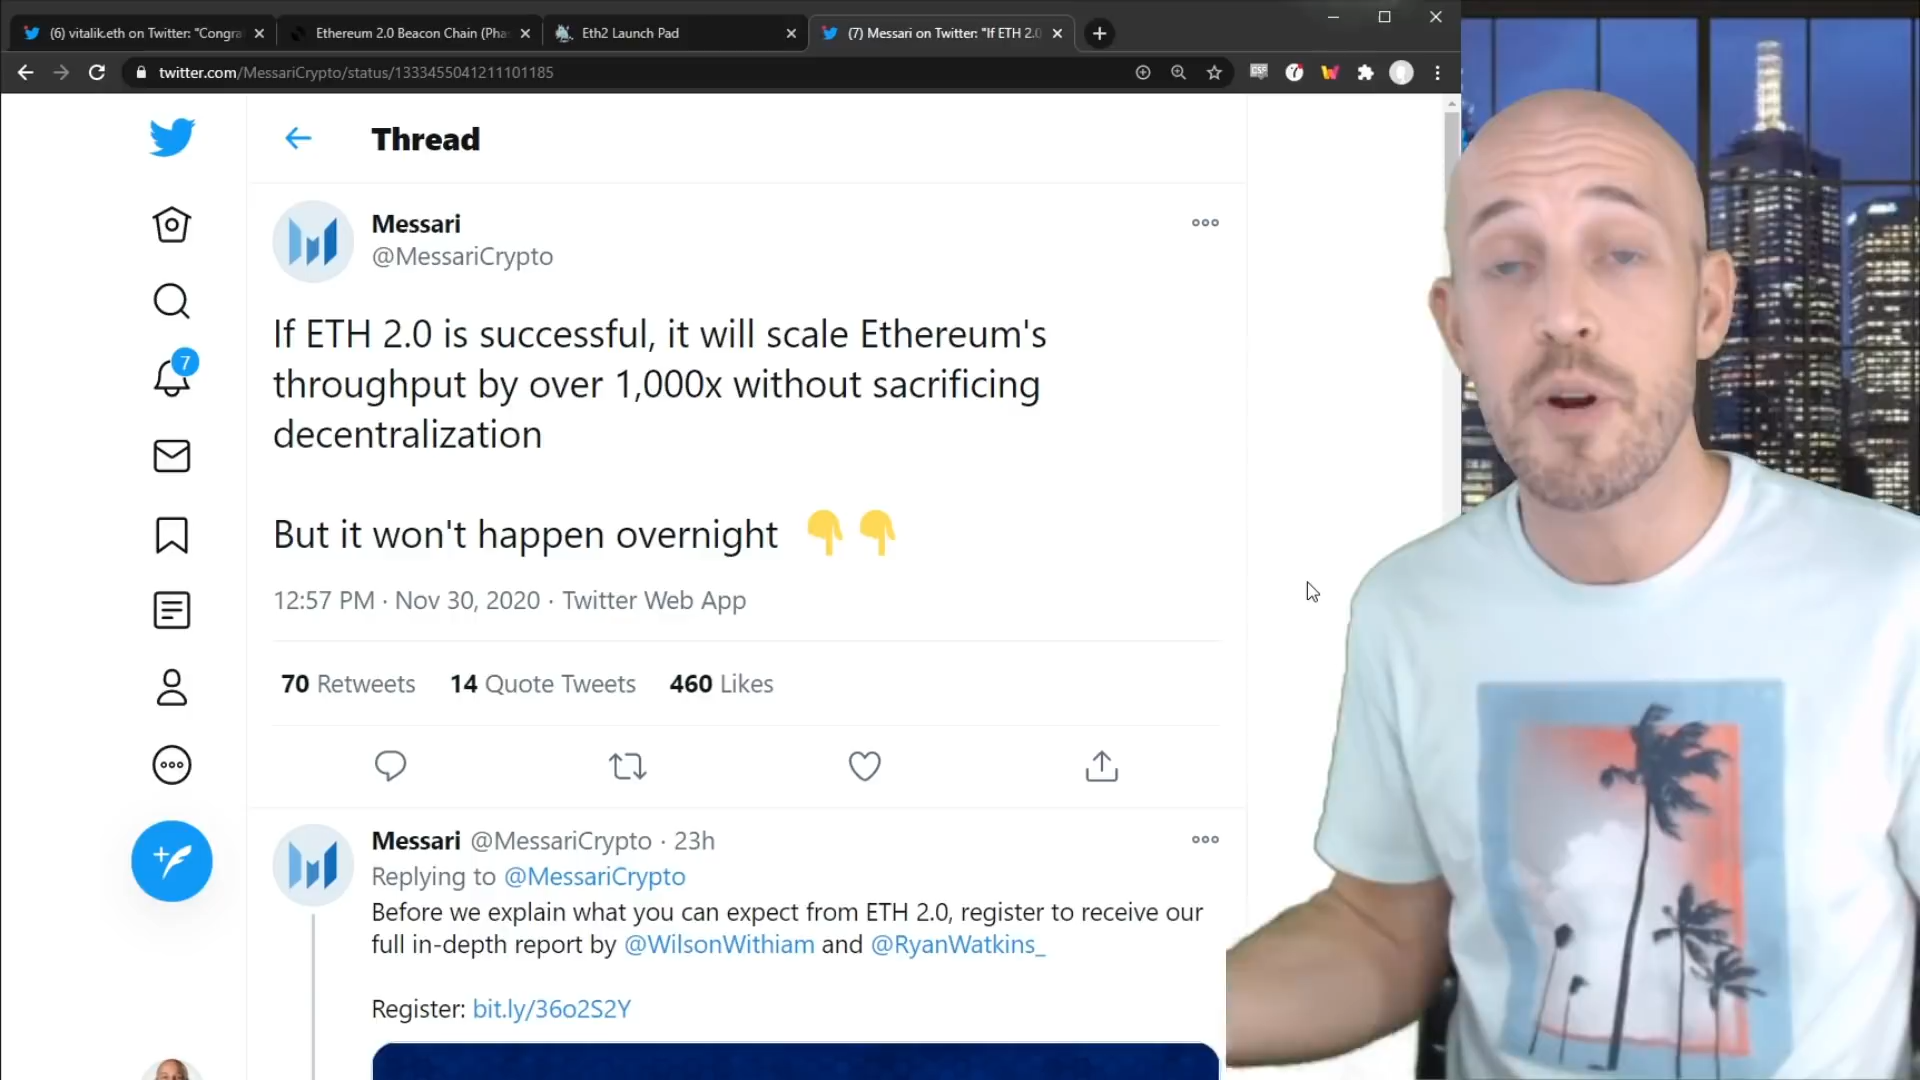 (6) vitalik.eth on Twitter: "Congra
Ethereum 2.0 Beacon Chain (Pha
Eth2 Launch Pad
(7) Messari on Twitter: "If ETH 2.0
twitter.com/MessariCrypto/status/1333455041211101185
Thread
Messari
@MessariCrypto
If ETH 2.0 is successful, it will scale Ethereum's
throughput by over 1,000x without sacrificing
decentralization
But it won't happen overnight
12:57 PM · Nov 30, 2020 · Twitter Web App
70 Retweets 14 Quote Tweets 460 Likes
7
Messari @MessariCrypto · 23h
Replying to @MessariCrypto
Before we explain what you can expect from ETH 2.0, register to receive our
full in-depth report by @WilsonWithiam and @RyanWatkins_
Register: bit.ly/36o2S2Y